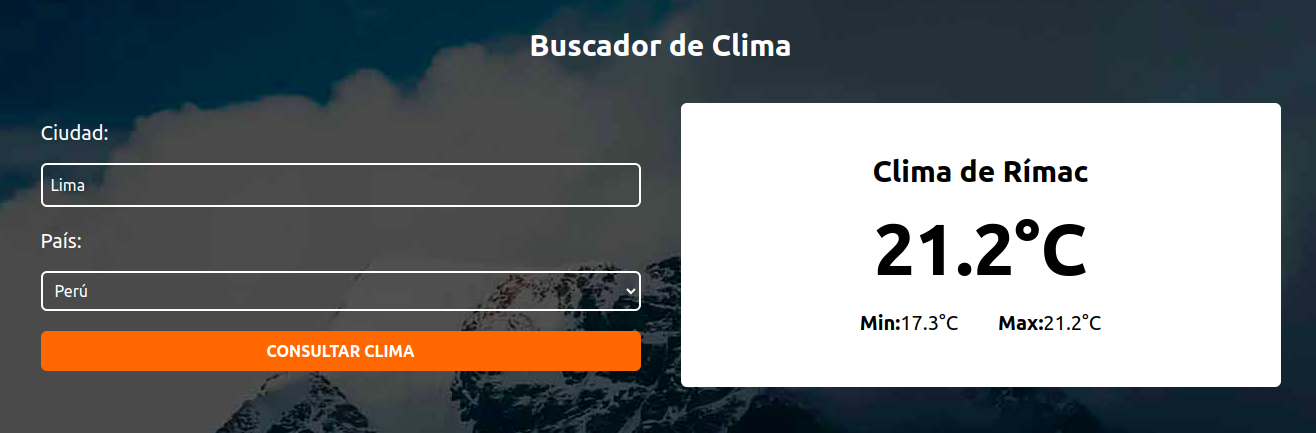 Buscador de Clima
Ciudad:
Lima
País:
Perú
CONSULTAR CLIMA
Clima de Rímac
21.2°C
Min:17.3°C Max:21.2°C